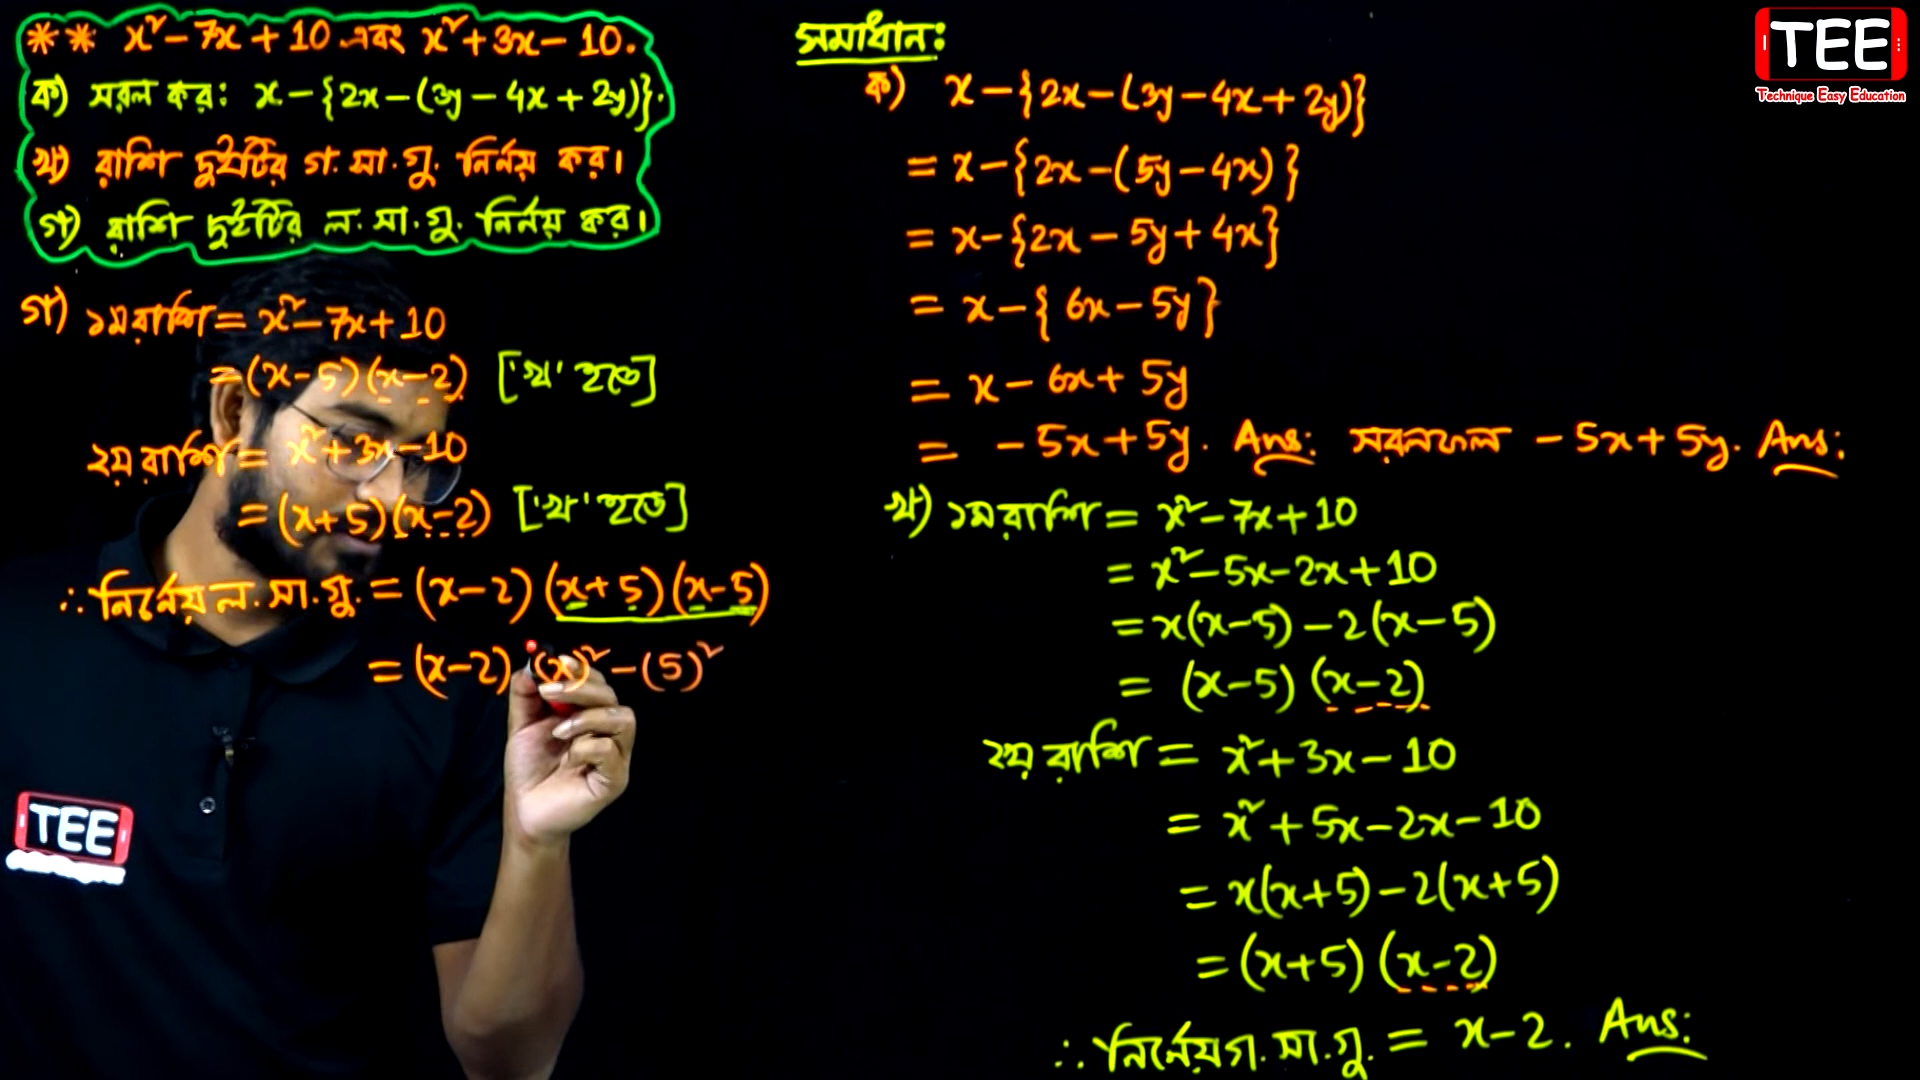 ** x² - 7x + 10 এবং x² + 3x - 10.
ক) সরল কর: x - {2x - (3y - 4x + 2y)}.
খ) রাশি দুইটির গ.সা.গু. নির্নয় কর।
গ) রাশি দুইটির ল.সা.গু. নির্নয় কর।
গ) ১ম রাশি = x² - 7x + 10
= (x - 5) (x - 2) ['খ' হতে]
২য় রাশি = x² + 3x - 10
= (x + 5) (x - 2) ['খ' হতে]
∴ নির্নেয় ল.সা.গু. = (x - 2) (x + 5) (x - 5)
= (x - 2) (x)² - (5)²
TEE
সমাধান:
ক) x - {2x - (3y - 4x + 2y)}
= x - {2x - (5y - 4x)}
= x - {2x - 5y + 4x}
= x - {6x - 5y}
= x - 6x + 5y
= - 5x + 5y. Ans: সরলফল - 5x + 5y. Ans:
খ) ১ম রাশি = x² - 7x + 10
= x² - 5x - 2x + 10
= x(x - 5) - 2(x - 5)
= (x - 5) (x - 2)
২য় রাশি = x² + 3x - 10
= x² + 5x - 2x - 10
= x(x + 5) - 2(x + 5)
= (x + 5) (x - 2)
∴ নির্নেয় গ.সা.গু. = x - 2. Ans:
TEE
Technique Easy Education